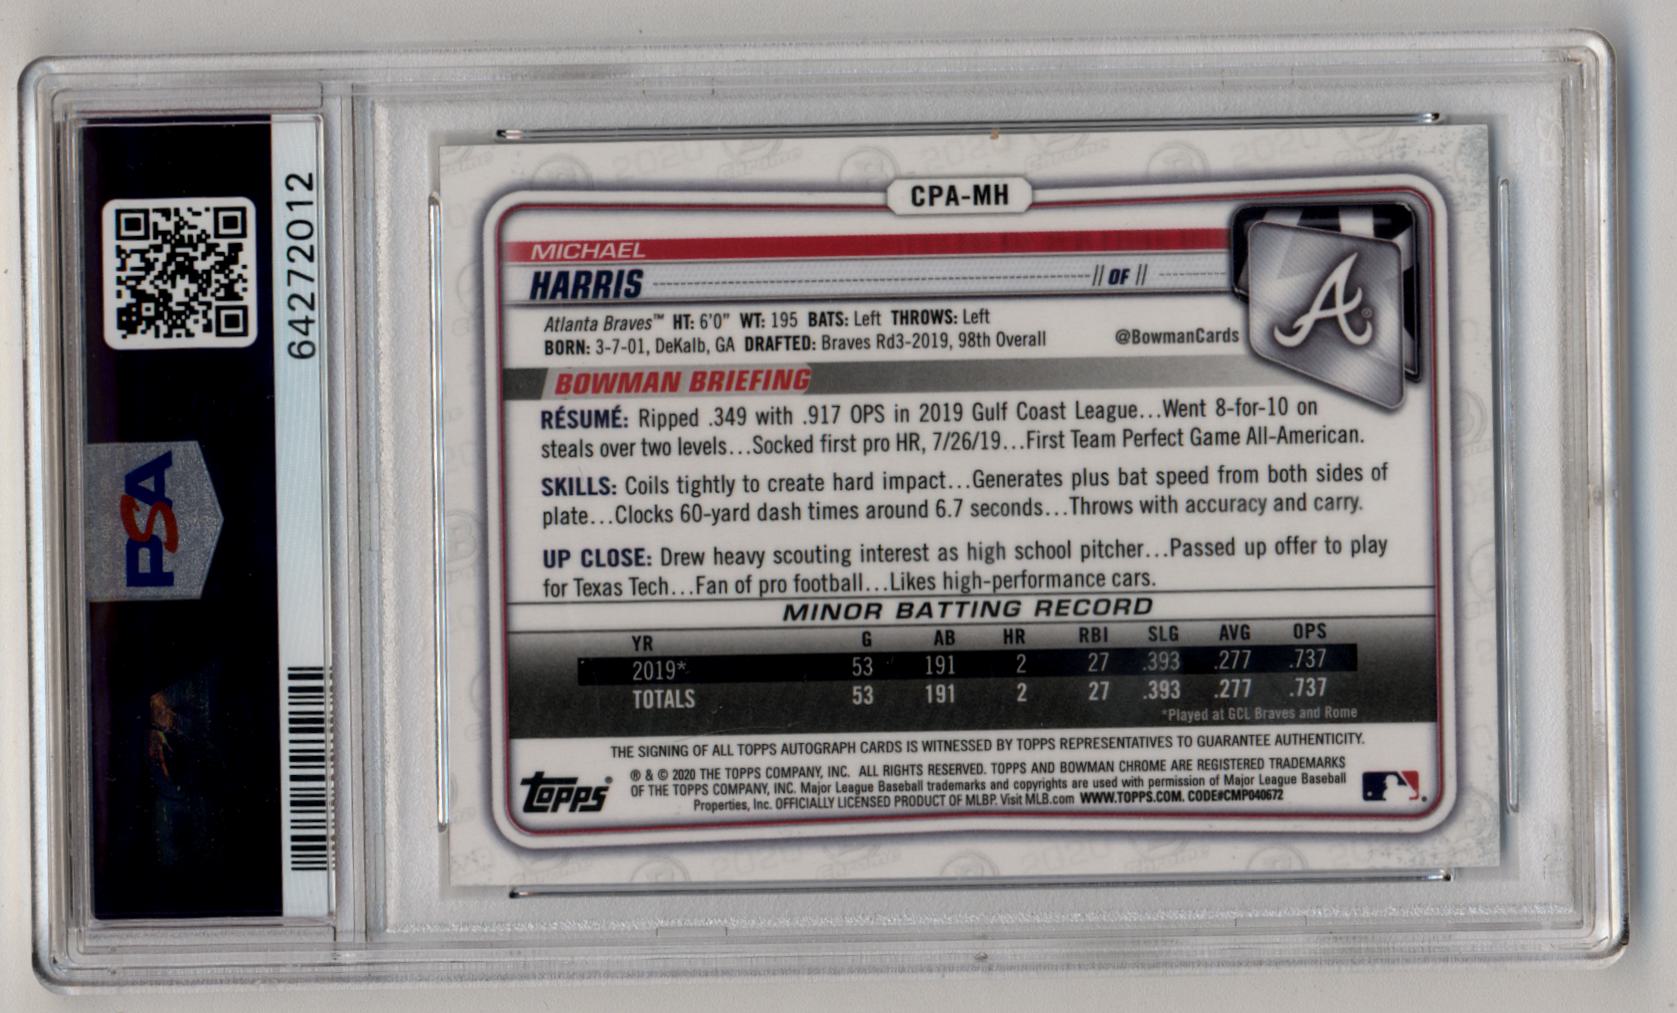 64272012
PSA
CPA-MH
MICHAEL
HARRIS // OF //
Atlanta Braves™ HT: 6'0" WT: 195 BATS: Left THROWS: Left
BORN: 3-7-01, DeKalb, GA DRAFTED: Braves Rd3-2019, 98th Overall
@BowmanCards
A®
BOWMAN BRIEFING
RÉSUMÉ: Ripped .349 with .917 OPS in 2019 Gulf Coast League...Went 8-for-10 on
steals over two levels...Socked first pro HR, 7/26/19...First Team Perfect Game All-American.
SKILLS: Coils tightly to create hard impact...Generates plus bat speed from both sides of
plate...Clocks 60-yard dash times around 6.7 seconds...Throws with accuracy and carry.
UP CLOSE: Drew heavy scouting interest as high school pitcher...Passed up offer to play
for Texas Tech...Fan of pro football...Likes high-performance cars.
MINOR BATTING RECORD
YR G AB HR RBI SLG AVG OPS
2019* 53 191 2 27 .393 .277 .737
TOTALS 53 191 2 27 .393 .277 .737
*Played at GCL Braves and Rome
THE SIGNING OF ALL TOPPS AUTOGRAPH CARDS IS WITNESSED BY TOPPS REPRESENTATIVES TO GUARANTEE AUTHENTICITY.
Topps®
® & © 2020 THE TOPPS COMPANY, INC. ALL RIGHTS RESERVED. TOPPS AND BOWMAN CHROME ARE REGISTERED TRADEMARKS
OF THE TOPPS COMPANY, INC. Major League Baseball trademarks and copyrights are used with permission of Major League Baseball
Properties, Inc. OFFICIALLY LICENSED PRODUCT OF MLBP. Visit MLB.com WWW.TOPPS.COM. CODE#CMP040672